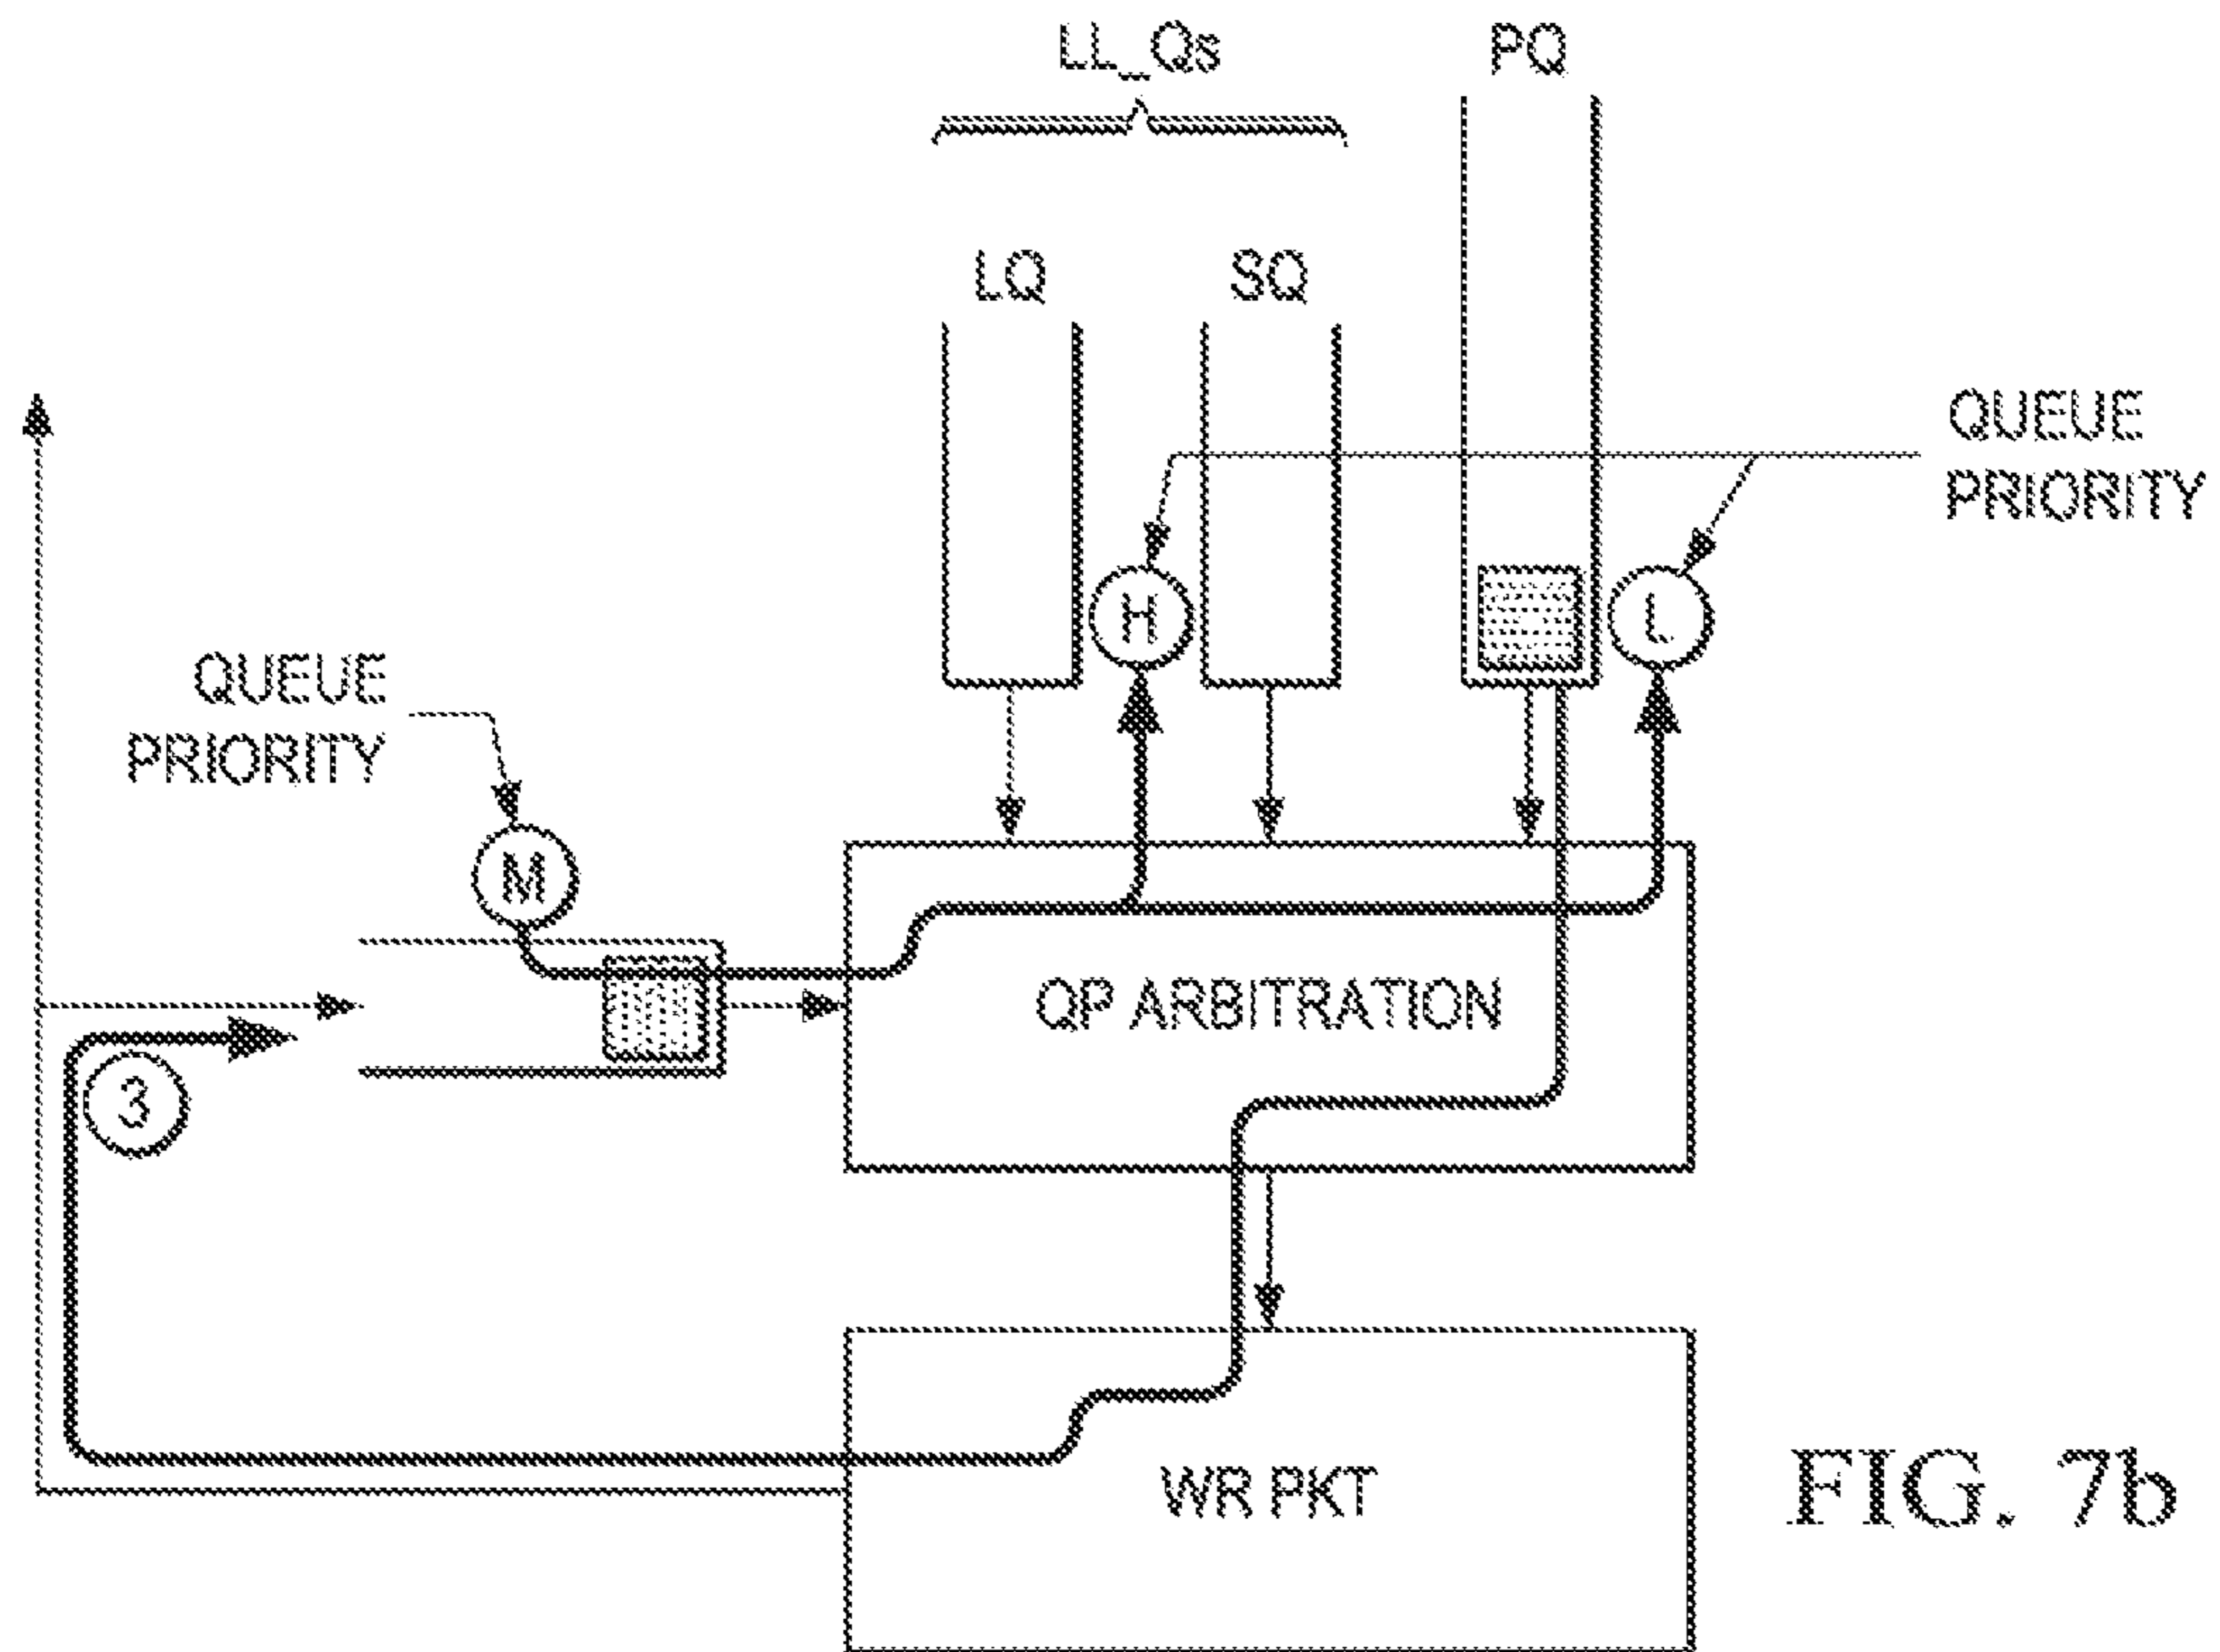 LL_Qs
PQ
LQ
SQ
QUEUE
PRIORITY
H
L
QUEUE
PRIORITY
M
QP ARBITRATION
3
WR PKT
FIG. 7b